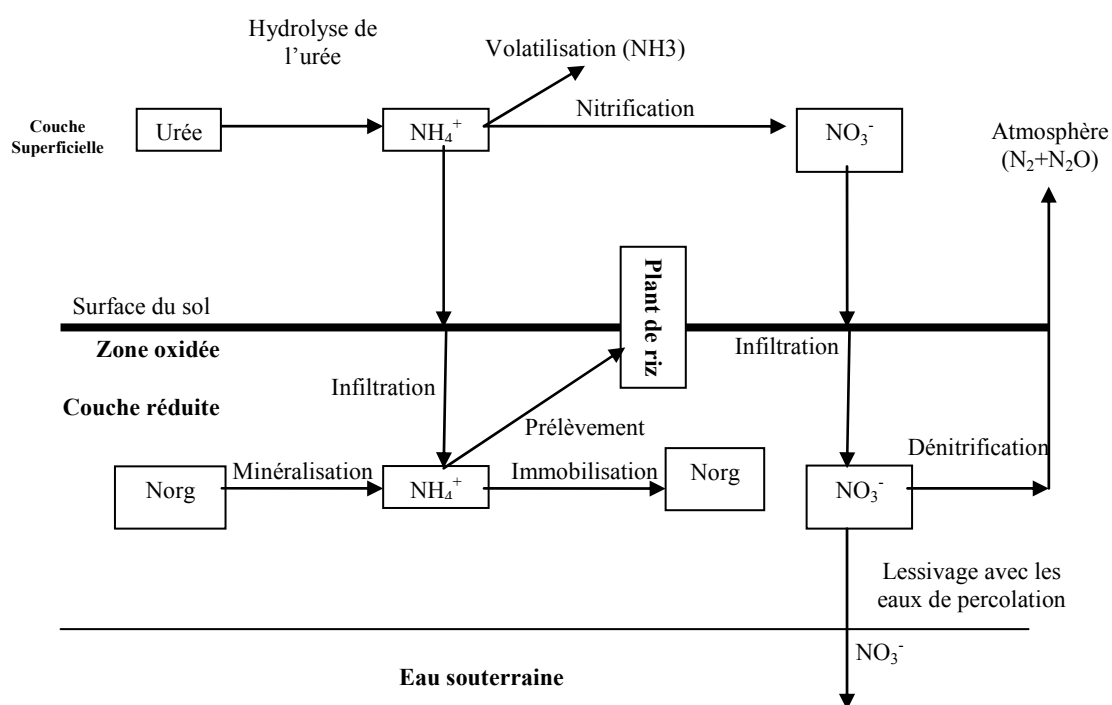 Hydrolyse de
l’urée
Volatilisation (NH3)
Nitrification
Couche
Superficielle
Urée
NH₄⁺
NO₃⁻
Atmosphère
(N₂+N₂O)
Plant de riz
Surface du sol
Zone oxidée
Infiltration
Couche réduite
Infiltration
Prélèvement
Dénitrification
Norg
Minéralisation
NH₄⁺
Immobilisation
Norg
NO₃⁻
Lessivage avec les
eaux de percolation
NO₃⁻
Eau souterraine